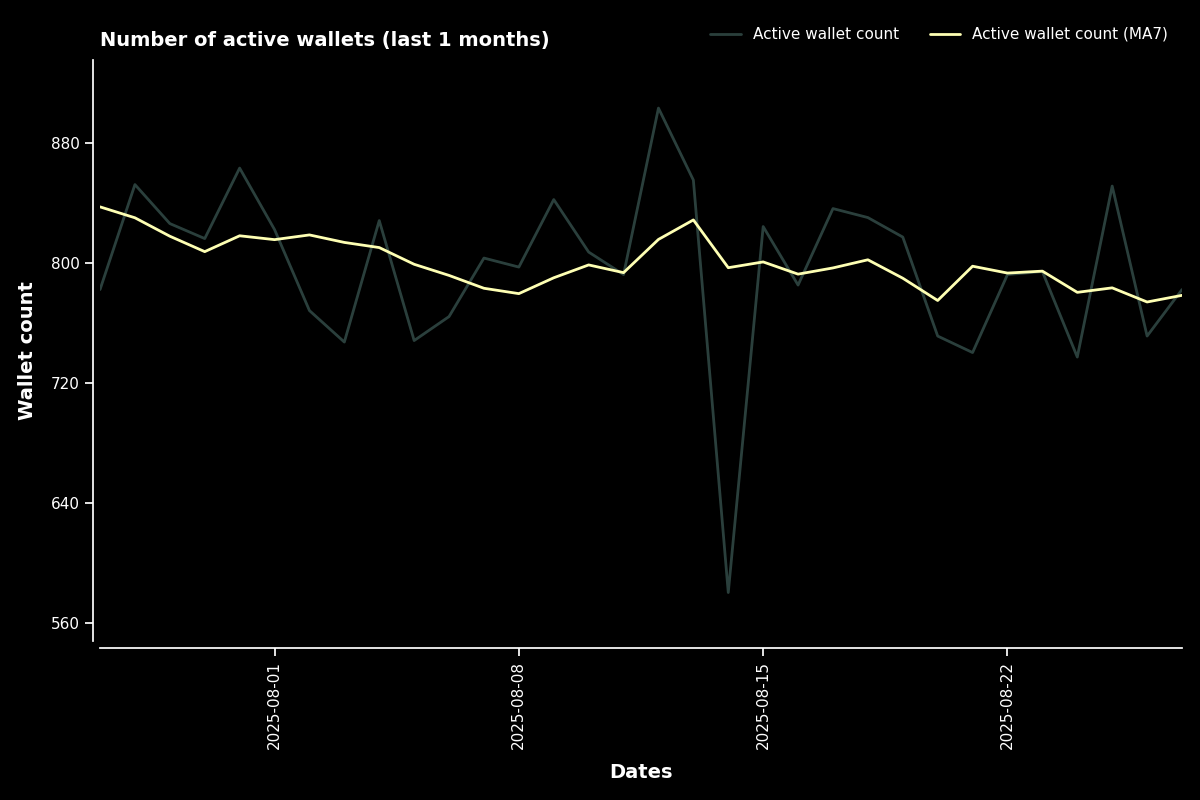 Number of active wallets (last 1 months)
Active wallet count
Active wallet count (MA7)
880
800
720
640
560
Wallet count
2025-08-01
2025-08-08
2025-08-15
2025-08-22
Dates